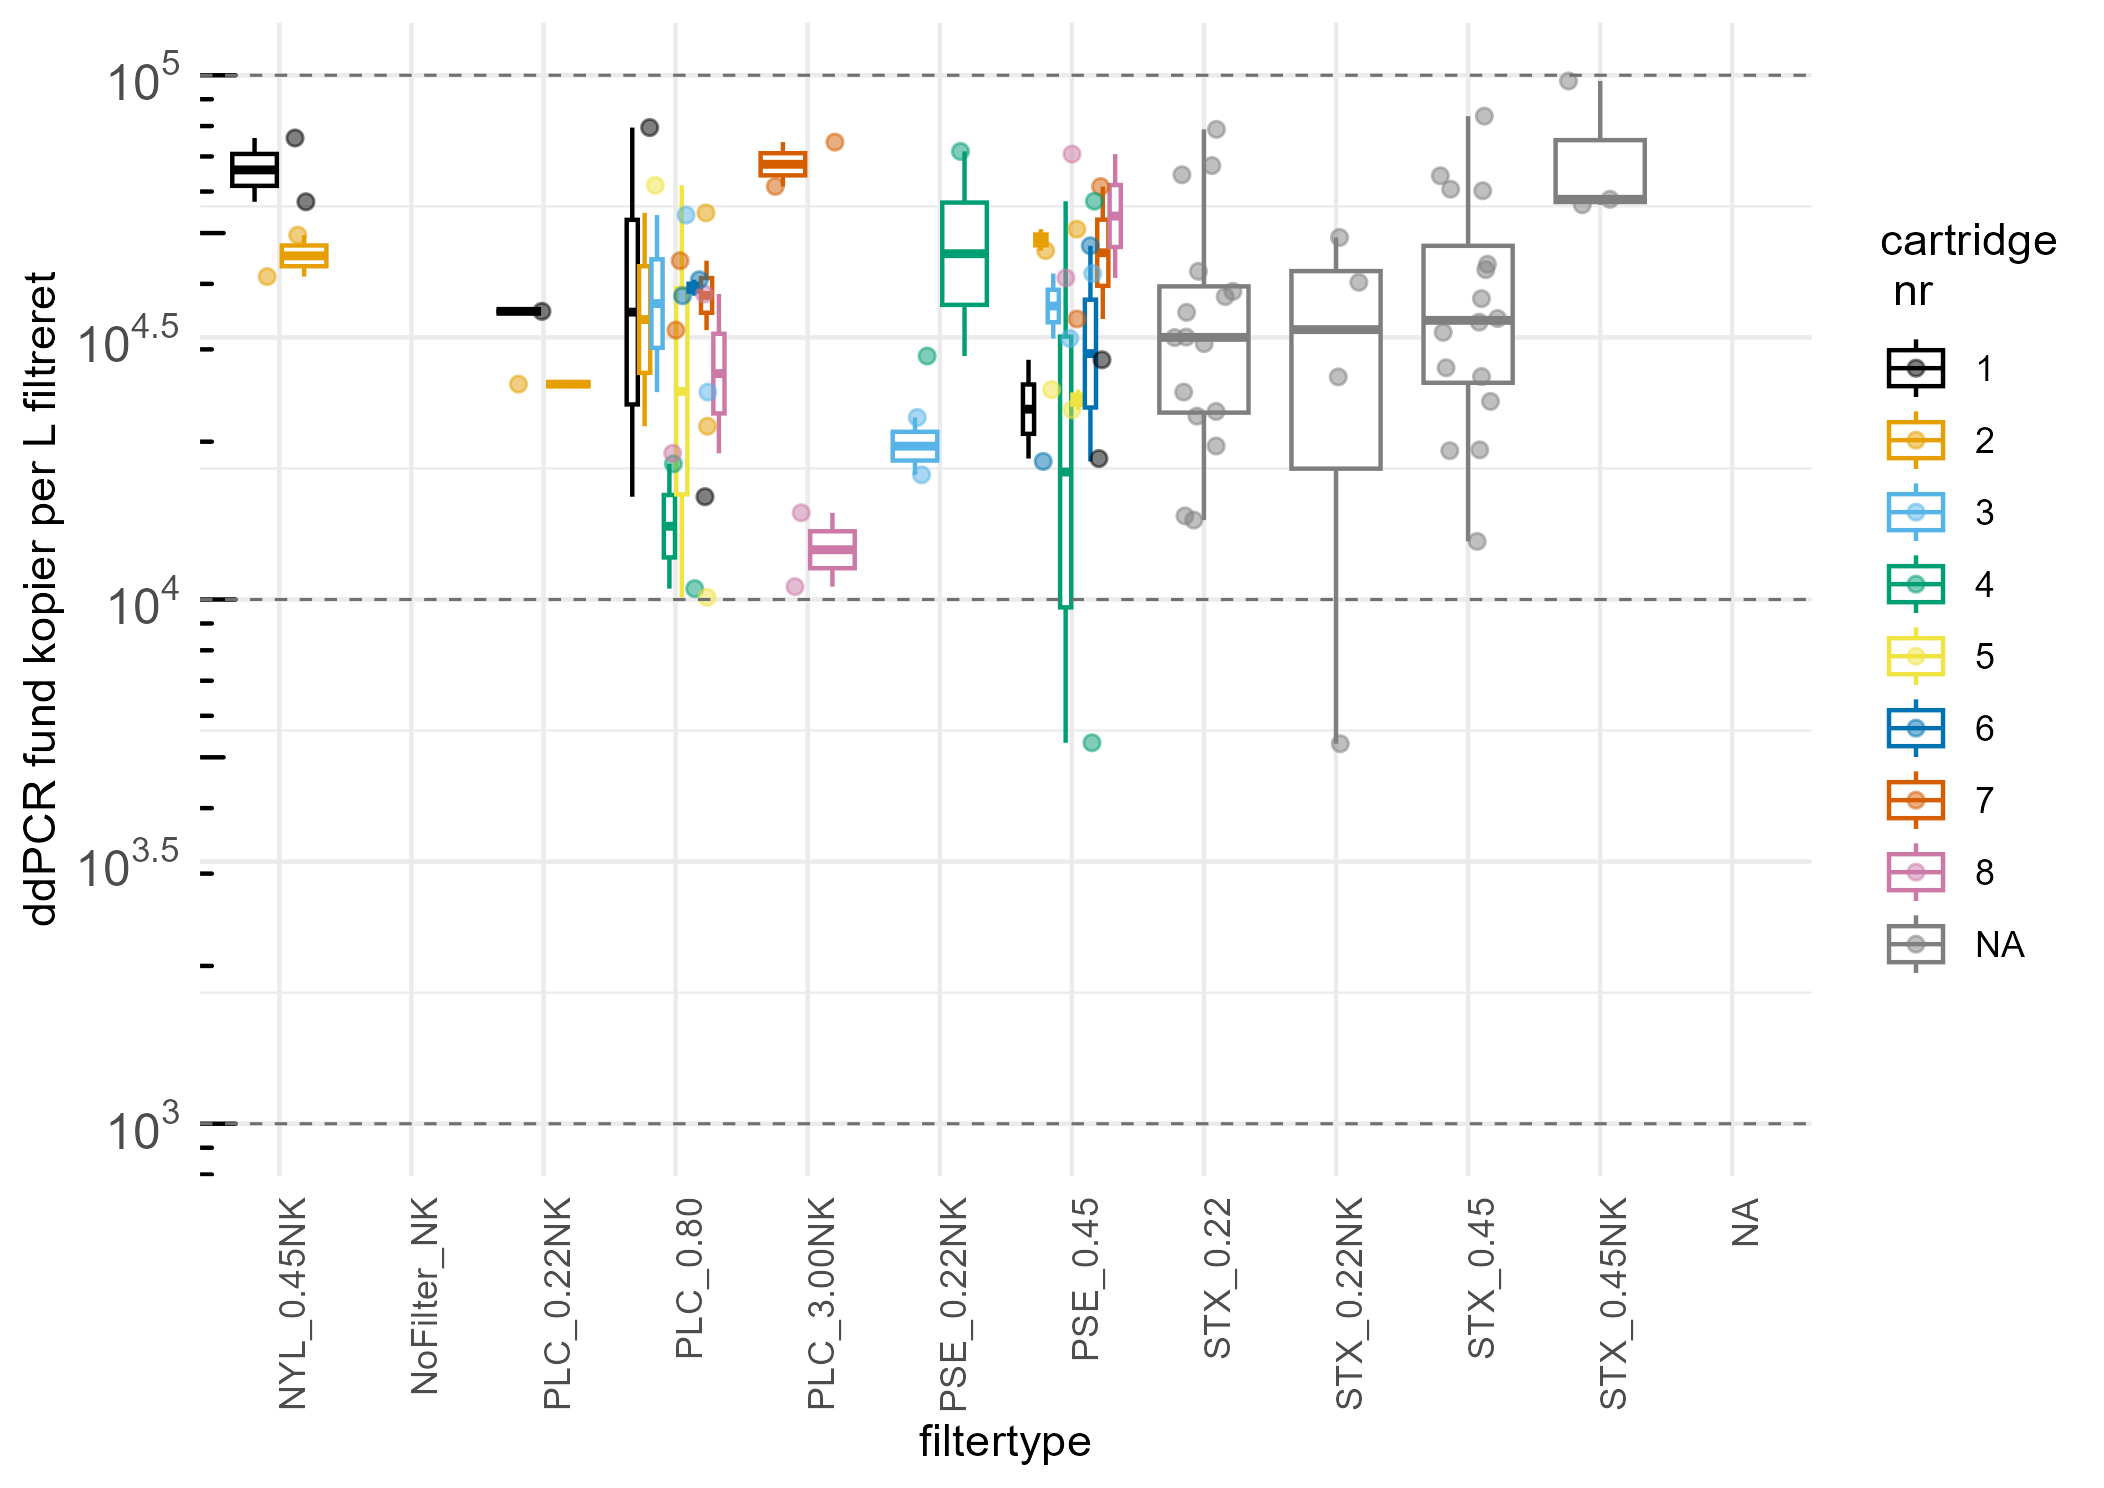 ddPCR fund kopier per L filtreret
10^5
10^4.5
10^4
10^3.5
10^3
NYL_0.45NK
NoFilter_NK
PLC_0.22NK
PLC_0.80
PLC_3.00NK
PSE_0.22NK
PSE_0.45
STX_0.22
STX_0.22NK
STX_0.45
STX_0.45NK
NA
filtertype
cartridge
nr
1
2
3
4
5
6
7
8
NA